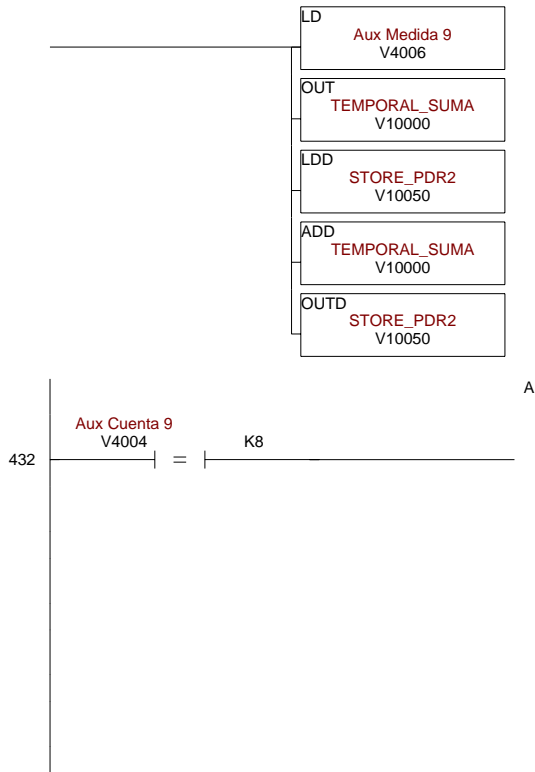 LD
Aux Medida 9
V4006
OUT
TEMPORAL_SUMA
V10000
LDD
STORE_PDR2
V10050
ADD
TEMPORAL_SUMA
V10000
OUTD
STORE_PDR2
V10050
A
Aux Cuenta 9
V4004 K8
432 =